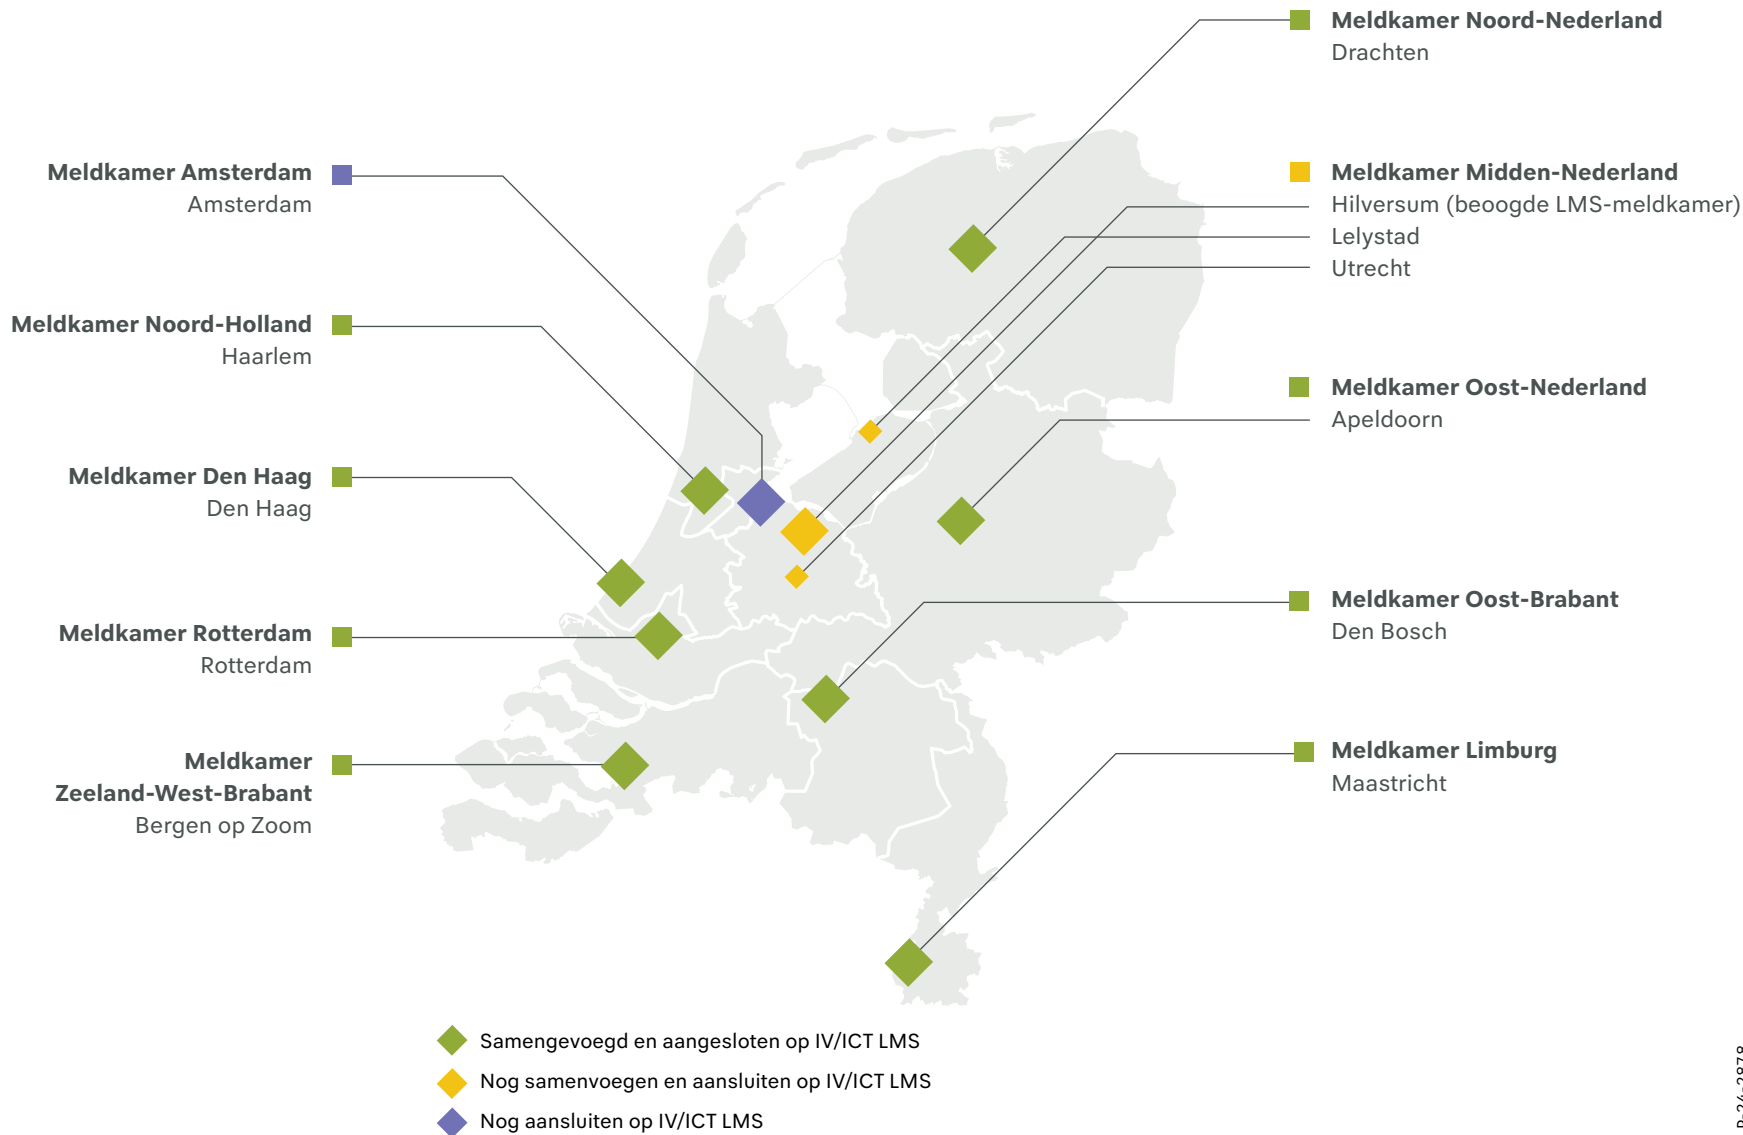 Meldkamer Noord-Nederland
Drachten
Meldkamer Amsterdam
Amsterdam
Meldkamer Midden-Nederland
Hilversum (beoogde LMS-meldkamer)
Lelystad
Utrecht
Meldkamer Noord-Holland
Haarlem
Meldkamer Oost-Nederland
Apeldoorn
Meldkamer Den Haag
Den Haag
Meldkamer Oost-Brabant
Den Bosch
Meldkamer Rotterdam
Rotterdam
Meldkamer Limburg
Maastricht
Meldkamer
Zeeland-West-Brabant
Bergen op Zoom
Samengevoegd en aangesloten op IV/ICT LMS
Nog samenvoegen en aansluiten op IV/ICT LMS
Nog aansluiten op IV/ICT LMS